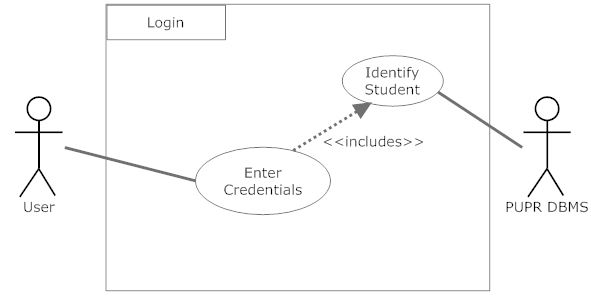 Login
Identify
Student
<<includes>>
Enter
Credentials
User
PUPR DBMS